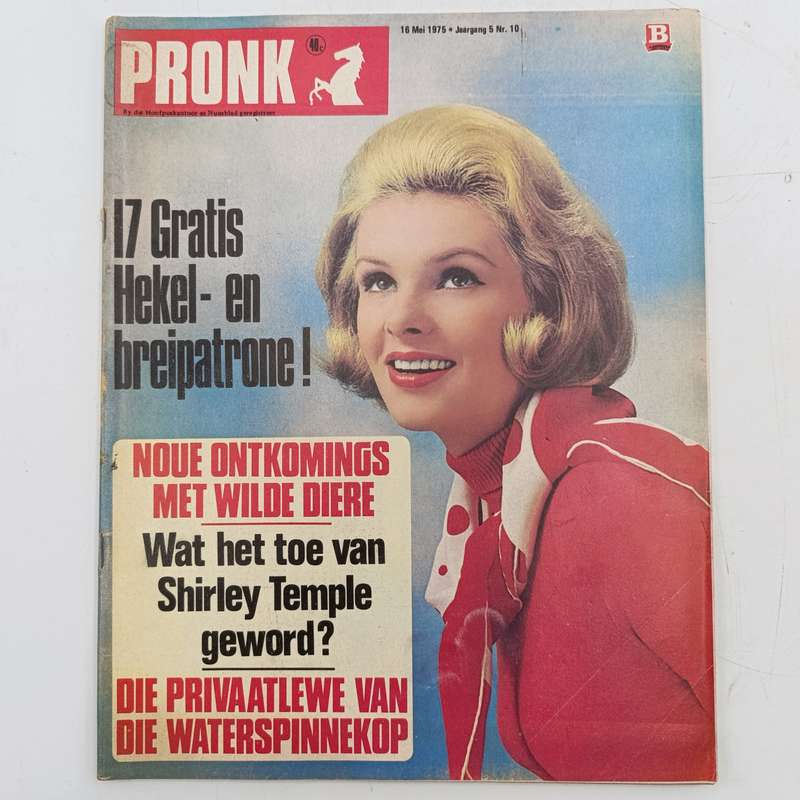 PRONK
40c
16 Mei 1975 • Jaargang 5 Nr. 10
B
By die Hoofposkantoor as Nuusblad geregistreer
17 Gratis
Hekel- en
breipatrone!
NOUE ONTKOMINGS
MET WILDE DIERE
Wat het toe van
Shirley Temple
geword?
DIE PRIVAATLEWE VAN
DIE WATERSPINNEKOP